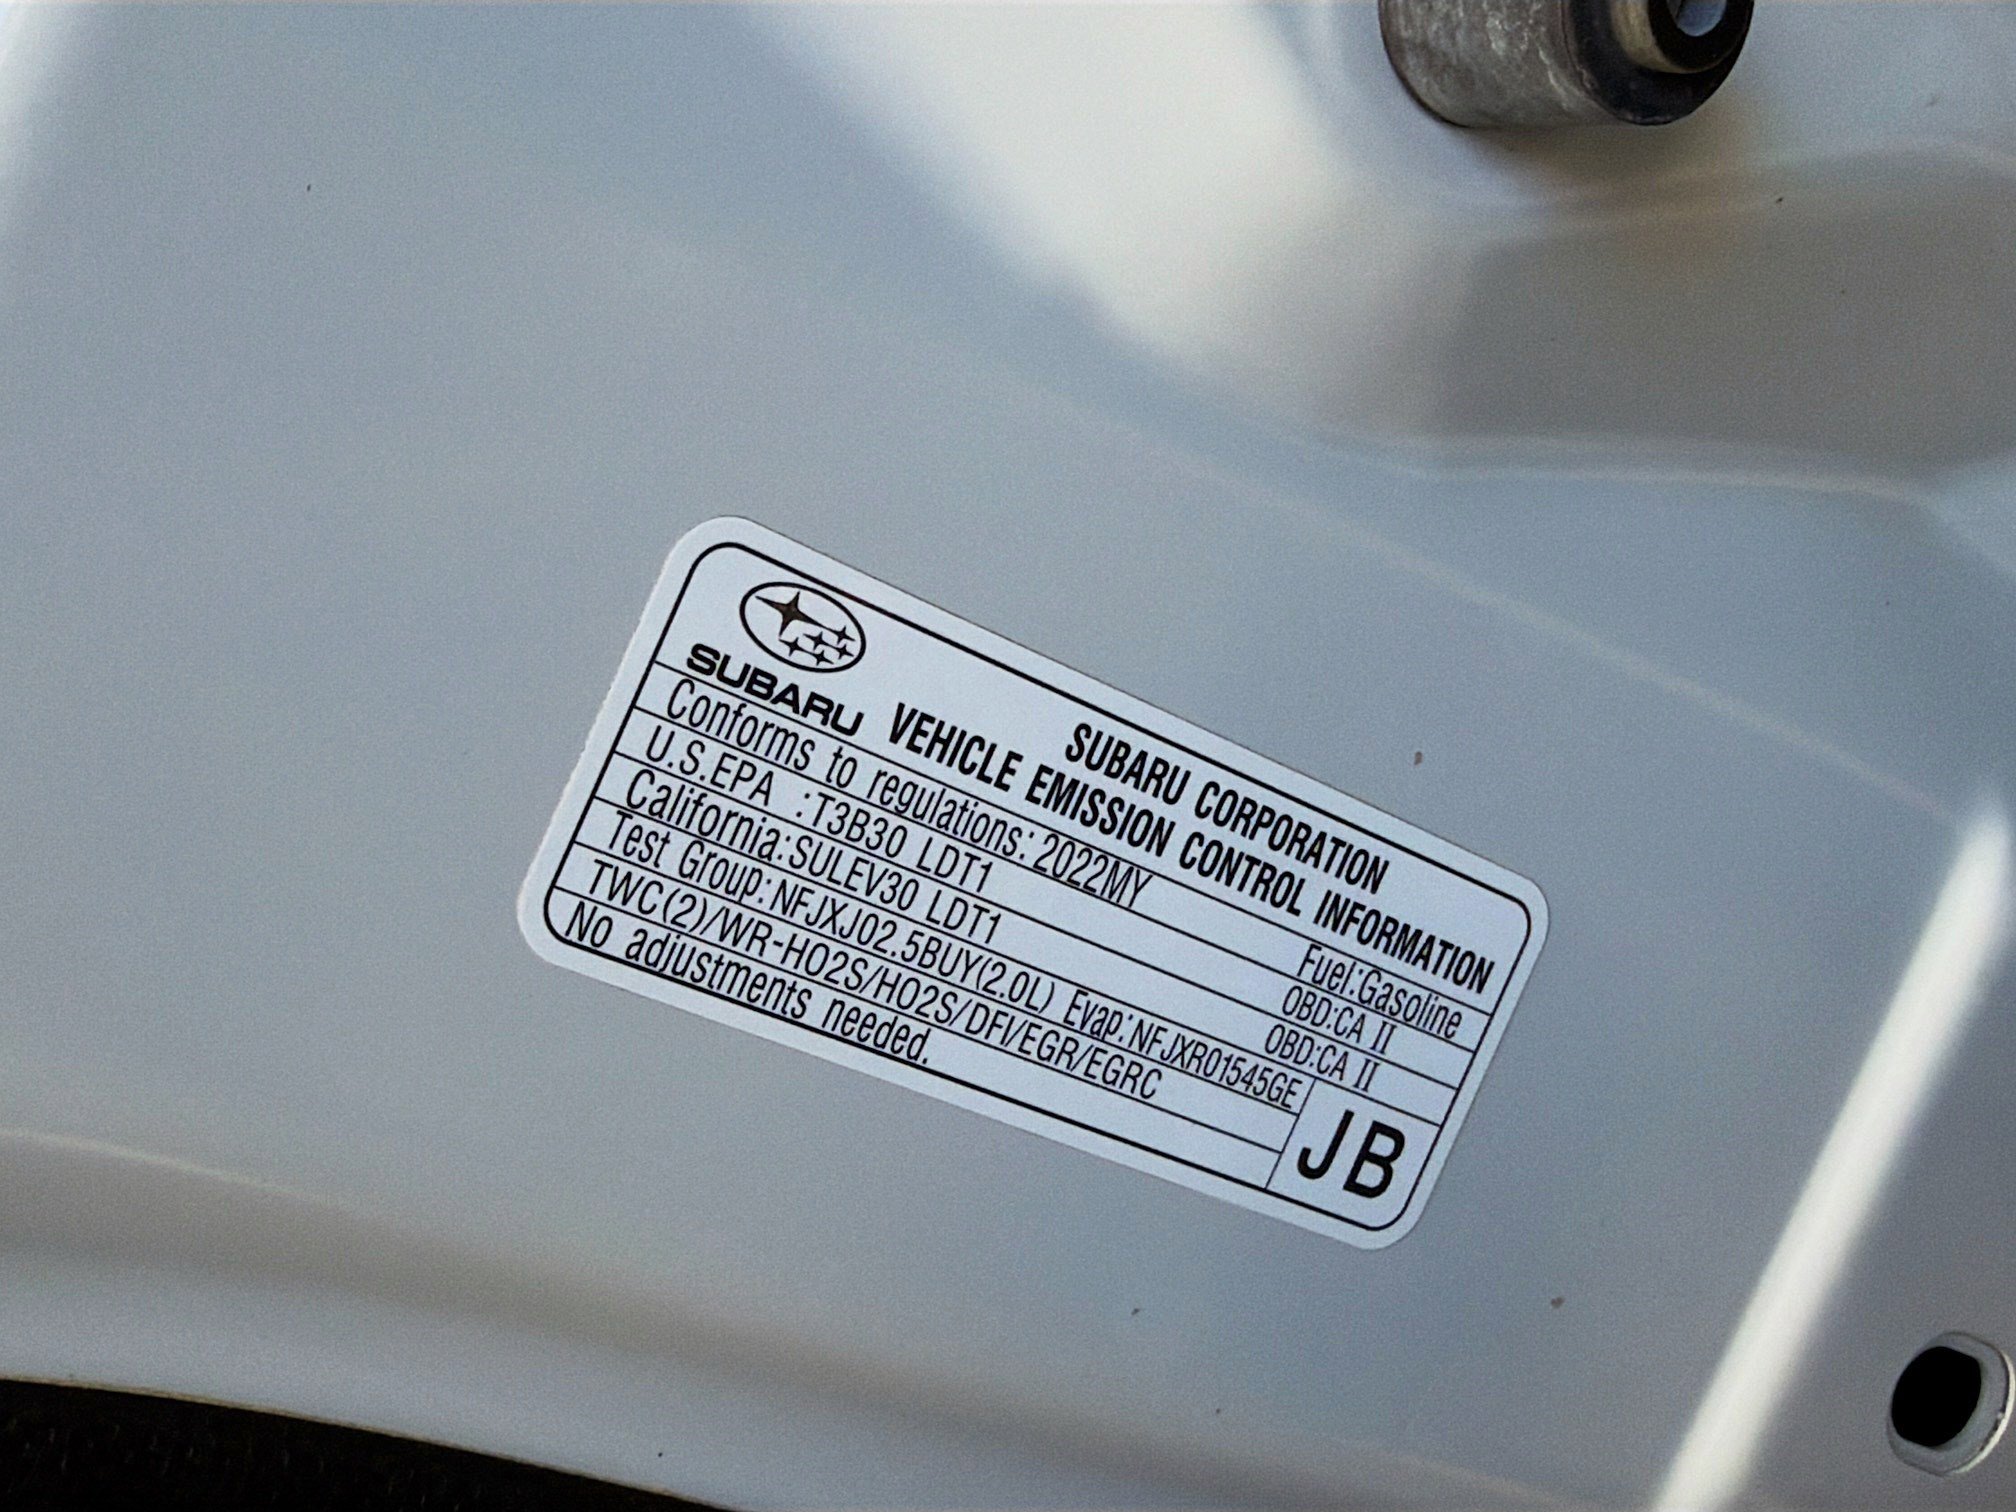 SUBARU
SUBARU CORPORATION
VEHICLE EMISSION CONTROL INFORMATION
Conforms to regulations: 2022MY Fuel:Gasoline
U.S.EPA :T3B30 LDT1 OBD:CA II
California:SULEV30 LDT1 OBD:CA II
Test Group:NFJXJ02.5BUY(2.0L) Evap:NFJXR01545GE
TWC(2)/WR-HO2S/HO2S/DFI/EGR/EGRC
No adjustments needed.
JB